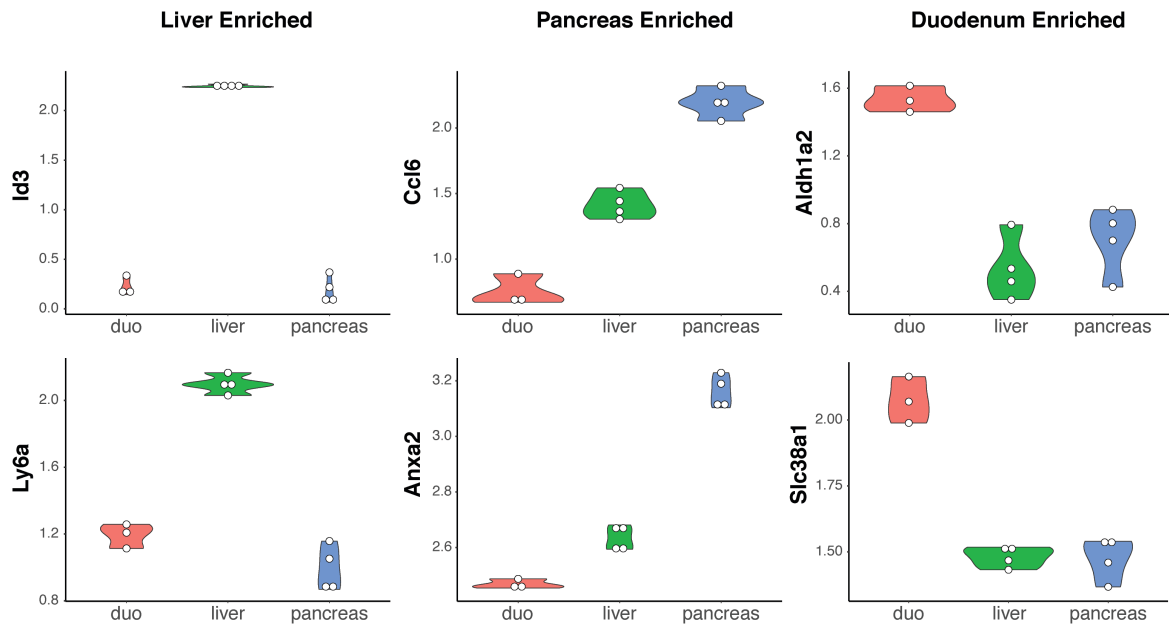 Liver Enriched
Pancreas Enriched
Duodenum Enriched
Id3
2.0
1.5
1.0
0.5
0.0
duo liver pancreas
Ccl6
2.0
1.5
1.0
duo liver pancreas
Aldh1a2
1.6
1.2
0.8
0.4
duo liver pancreas
Ly6a
2.0
1.6
1.2
0.8
duo liver pancreas
Anxa2
3.2
3.0
2.8
2.6
duo liver pancreas
Slc38a1
2.00
1.75
1.50
duo liver pancreas